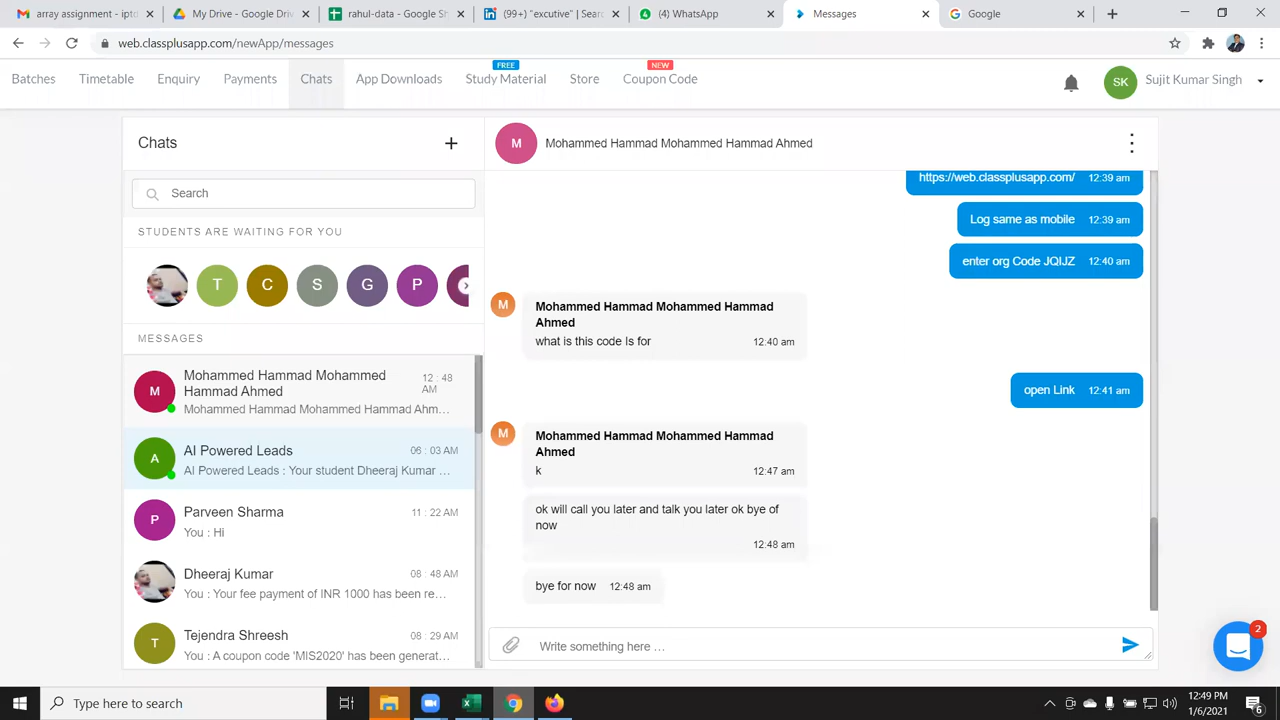 array assignment - iptd
My Drive - Google Driv
rahul-data - Google Sh
(99+) "excutive" | Sear
(4) WhatsApp
Messages
Google
web.classplusapp.com/newApp/messages
FREE
NEW
Batches
Timetable
Enquiry
Payments
Chats
App Downloads
Study Material
Store
Coupon Code
SK
Sujit Kumar Singh
Chats
Search
STUDENTS ARE WAITING FOR YOU
T
C
S
G
P
MESSAGES
M
Mohammed Hammad Mohammed
Hammad Ahmed
12 : 48
AM
Mohammed Hammad Mohammed Hammad Ahm...
A
AI Powered Leads
06 : 03 AM
AI Powered Leads : Your student Dheeraj Kumar ...
P
Parveen Sharma
11 : 22 AM
You : Hi
Dheeraj Kumar
08 : 48 AM
You : Your fee payment of INR 1000 has been re...
T
Tejendra Shreesh
08 : 29 AM
You : A coupon code 'MIS2020' has been generat...
M
Mohammed Hammad Mohammed Hammad Ahmed
https://web.classplusapp.com/ 12:39 am
Log same as mobile 12:39 am
enter org Code JQIJZ 12:40 am
M
Mohammed Hammad Mohammed Hammad
Ahmed
what is this code Is for 12:40 am
open Link 12:41 am
M
Mohammed Hammad Mohammed Hammad
Ahmed
k 12:47 am
ok will call you later and talk you later ok bye of
now
12:48 am
bye for now 12:48 am
Write something here ...
2
Type here to search
12:49 PM
1/6/2021
6